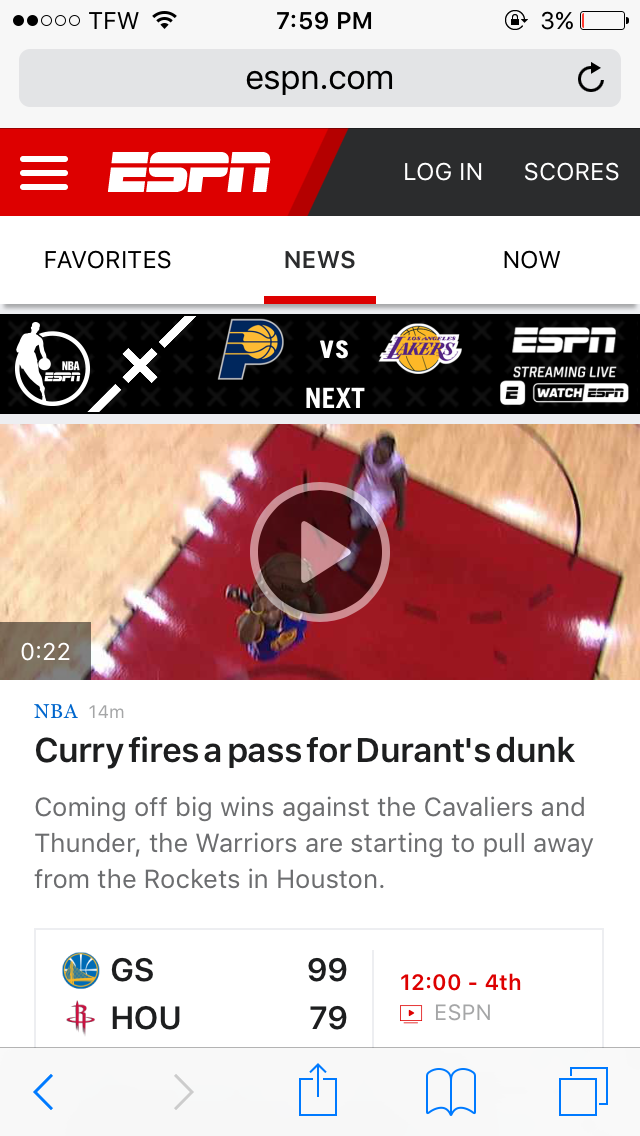 TFW 7:59 PM 3%
espn.com
ESPN LOG IN SCORES
FAVORITES NEWS NOW
NBA
ESPN
VS
NEXT
LOS ANGELES
LAKERS
ESPN
STREAMING LIVE
E WATCH ESPN
0:22
NBA 14m
Curry fires a pass for Durant's dunk
Coming off big wins against the Cavaliers and
Thunder, the Warriors are starting to pull away
from the Rockets in Houston.
GS 99
HOU 79
12:00 - 4th
ESPN